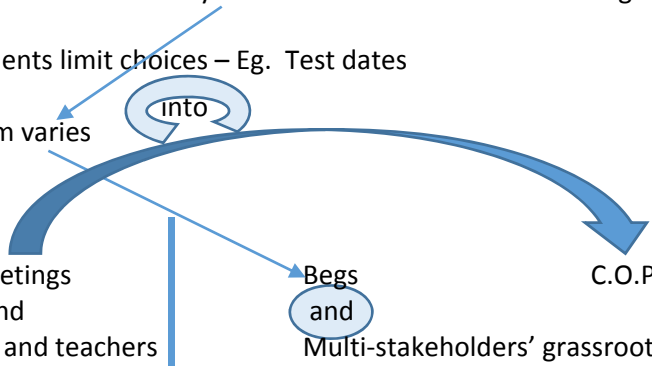 ents limit choices – Eg. Test dates
into
m varies
etings
nd
and teachers
Begs
and
Multi-stakeholders' grassroot
C.O.P